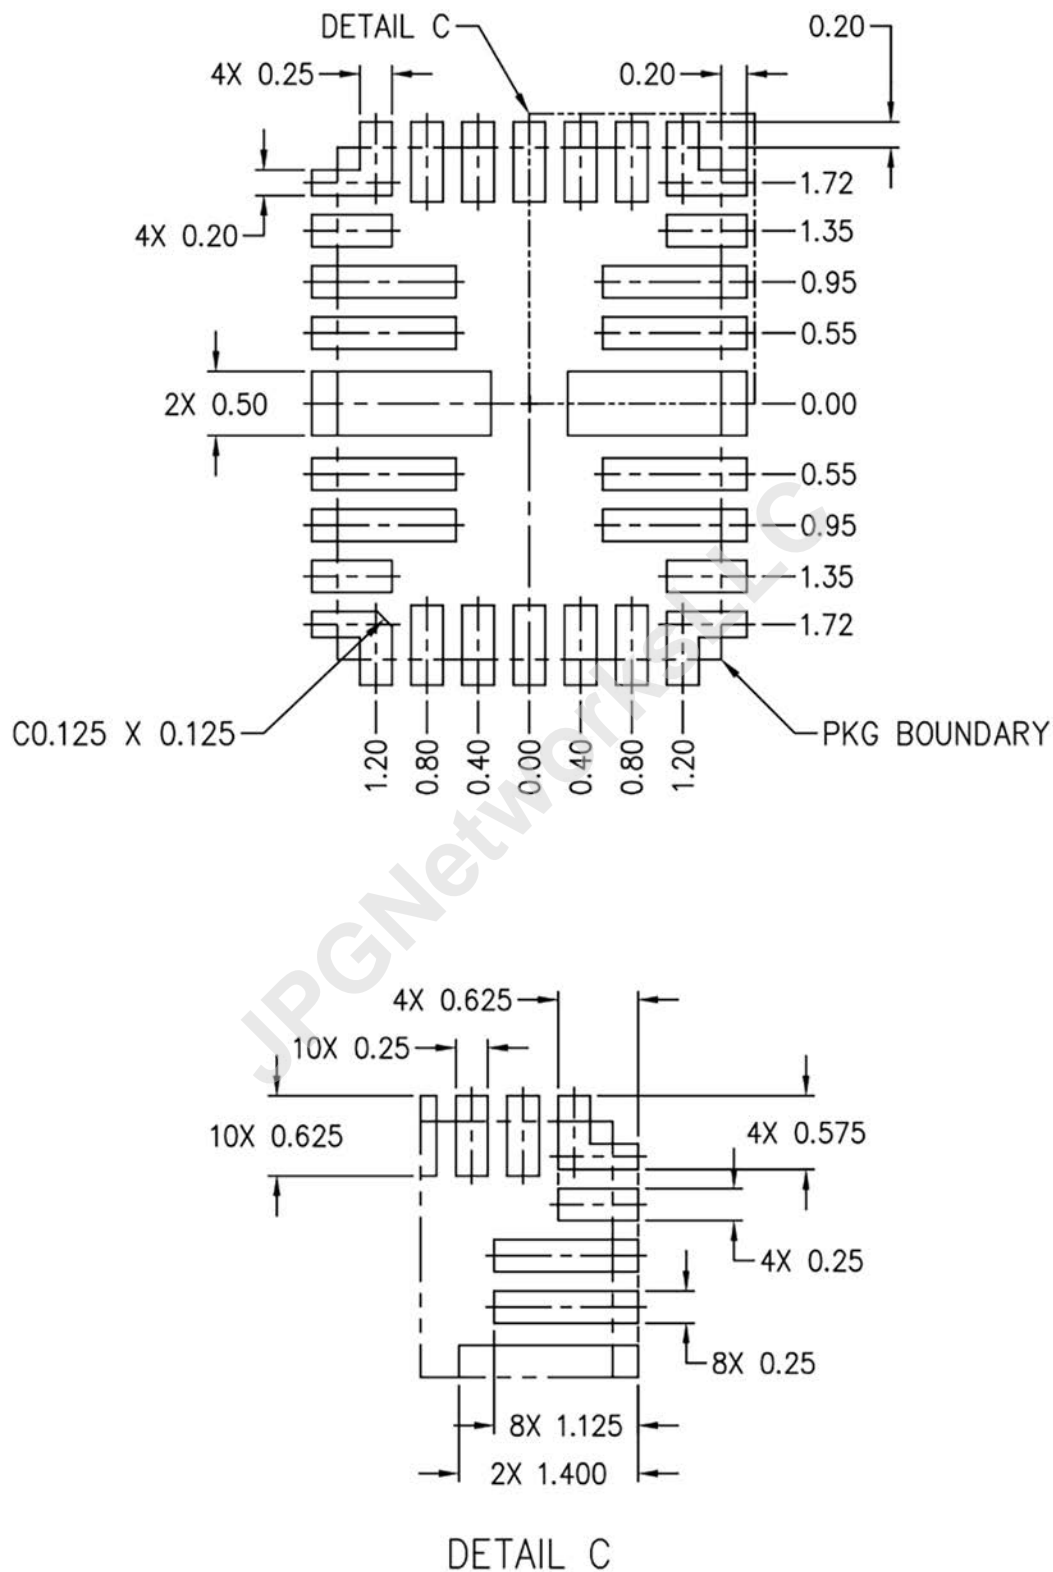 DETAIL C
0.20
4X 0.25
0.20
1.72
4X 0.20
1.35
0.95
0.55
2X 0.50
0.00
0.55
0.95
1.35
1.72
C0.125 X 0.125
PKG BOUNDARY
1.20
0.80
0.40
0.00
0.40
0.80
1.20
JPGNetworksLLC
4X 0.625
10X 0.25
10X 0.625
4X 0.575
4X 0.25
8X 0.25
8X 1.125
2X 1.400
DETAIL C